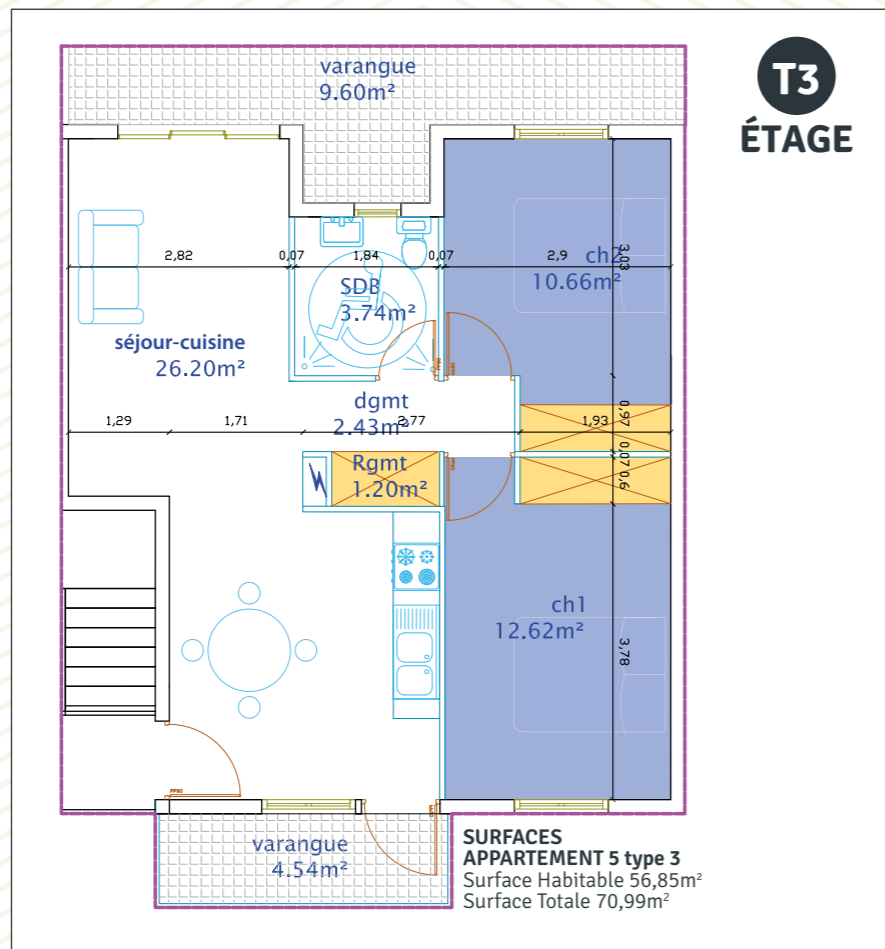 varangue
9.60m²
T3
ÉTAGE
2,82
0,07
1,84
0,07
2,9
3,03
ch2
10.66m²
SDB
3.74m²
séjour-cuisine
26.20m²
dgmt
2.43m²
1,29
1,71
2,77
1,93
0,97
0,07
0,6
Rgmt
1.20m²
ch1
12.62m²
3,78
varangue
4.54m²
SURFACES
APPARTEMENT 5 type 3
Surface Habitable 56,85m²
Surface Totale 70,99m²